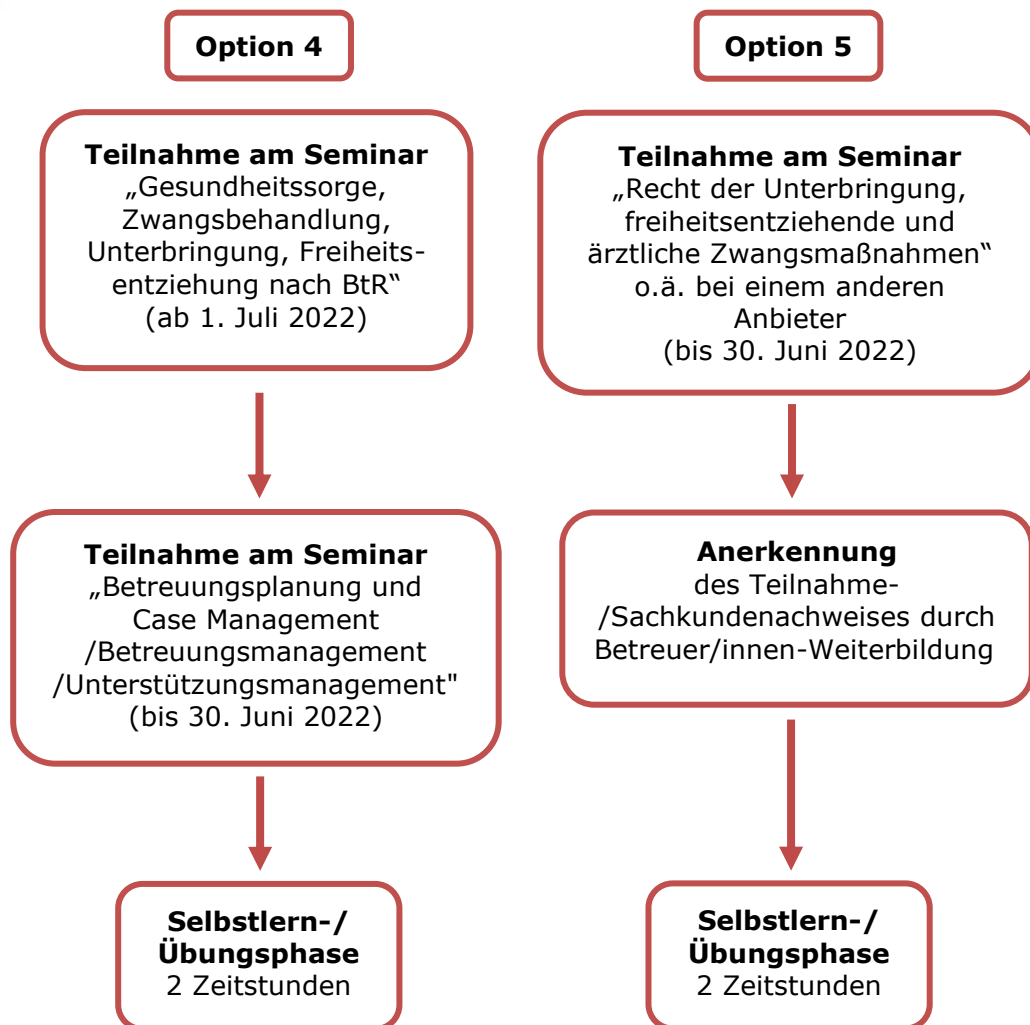 Option 4
Teilnahme am Seminar
„Gesundheitssorge,
Zwangsbehandlung,
Unterbringung, Freiheits-
entziehung nach BtR“
(ab 1. Juli 2022)
Teilnahme am Seminar
„Betreuungsplanung und
Case Management
/Betreuungsmanagement
/Unterstützungsmanagement"
(bis 30. Juni 2022)
Selbstlern-/
Übungsphase
2 Zeitstunden
Option 5
Teilnahme am Seminar
„Recht der Unterbringung,
freiheitsentziehende und
ärztliche Zwangsmaßnahmen“
o.ä. bei einem anderen
Anbieter
(bis 30. Juni 2022)
Anerkennung
des Teilnahme-
/Sachkundenachweises durch
Betreuer/innen-Weiterbildung
Selbstlern-/
Übungsphase
2 Zeitstunden